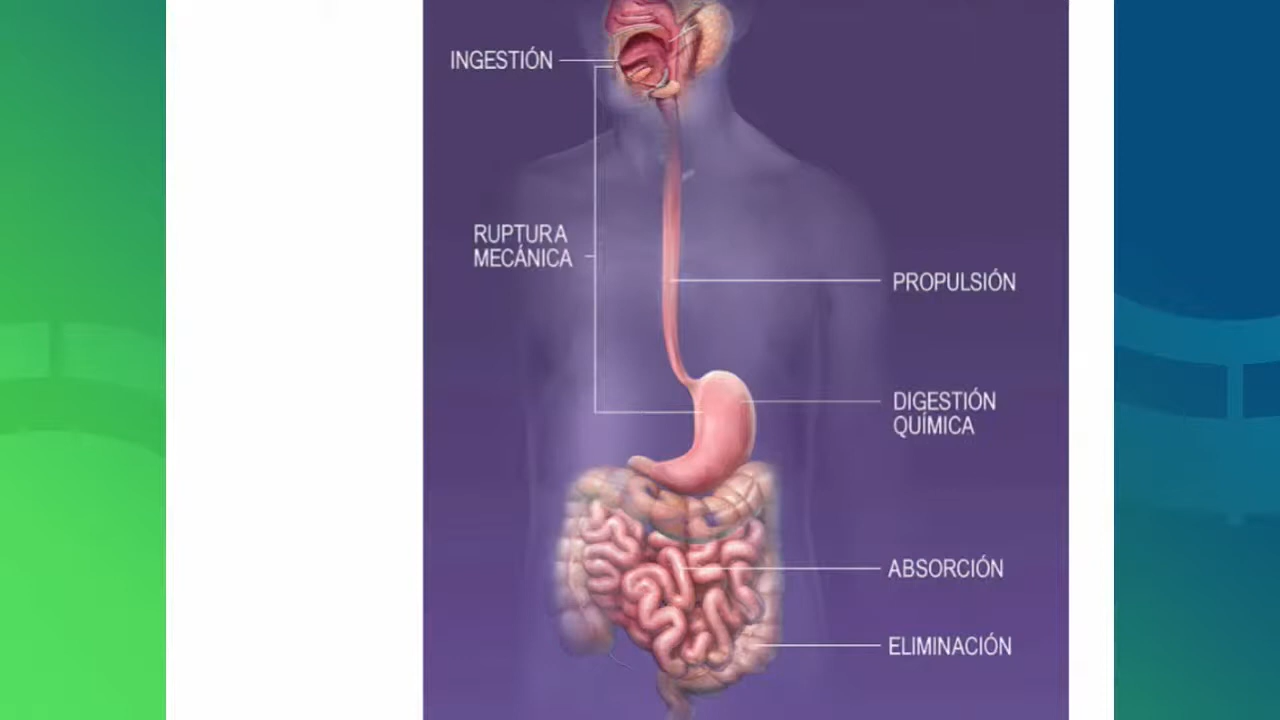 INGESTIÓN
RUPTURA
MECÁNICA
PROPULSIÓN
DIGESTIÓN
QUÍMICA
ABSORCIÓN
ELIMINACIÓN